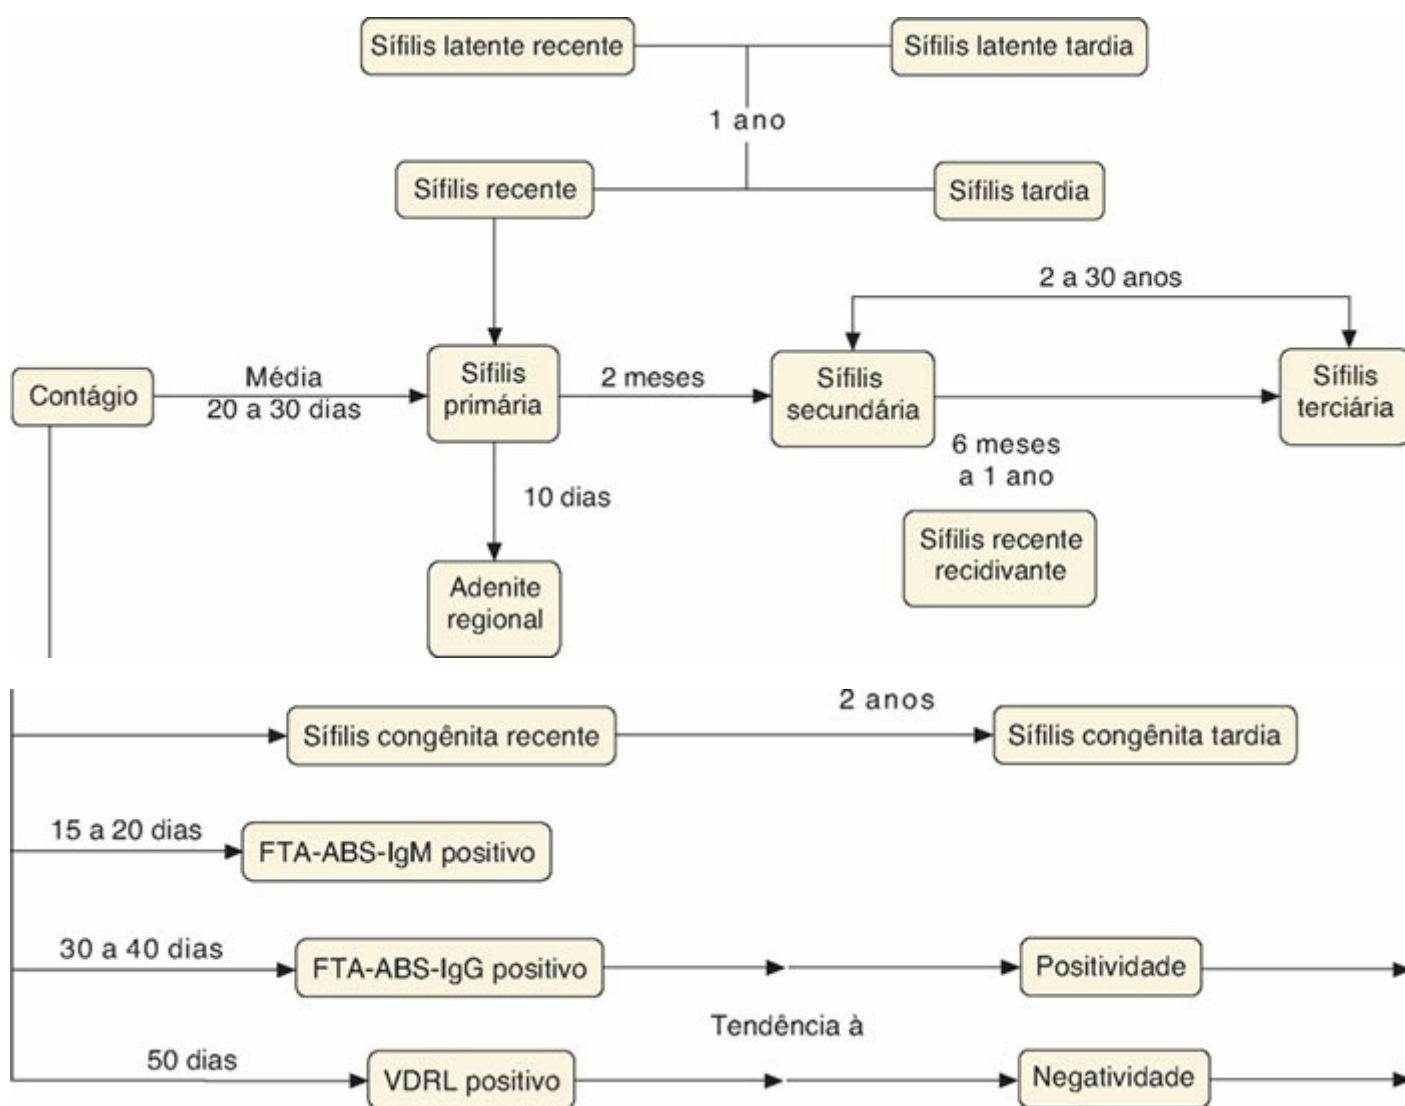 Sífilis latente recente
Sífilis latente tardia
1 ano
Sífilis recente
Sífilis tardia
2 a 30 anos
Contágio
Média
20 a 30 dias
Sífilis
primária
2 meses
Sífilis
secundária
Sífilis
terciária
6 meses
a 1 ano
10 dias
Sífilis recente
recidivante
Adenite
regional
Sífilis congênita recente
2 anos
Sífilis congênita tardia
15 a 20 dias
FTA-ABS-IgM positivo
30 a 40 dias
FTA-ABS-IgG positivo
Positividade
Tendência à
50 dias
VDRL positivo
Negatividade